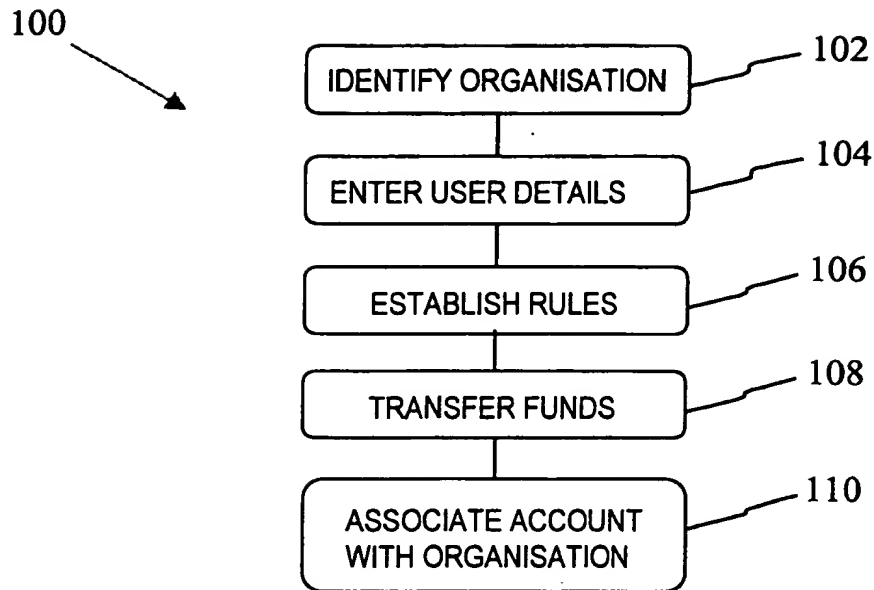 100
IDENTIFY ORGANISATION
102
ENTER USER DETAILS
104
ESTABLISH RULES
106
TRANSFER FUNDS
108
ASSOCIATE ACCOUNT
WITH ORGANISATION
110